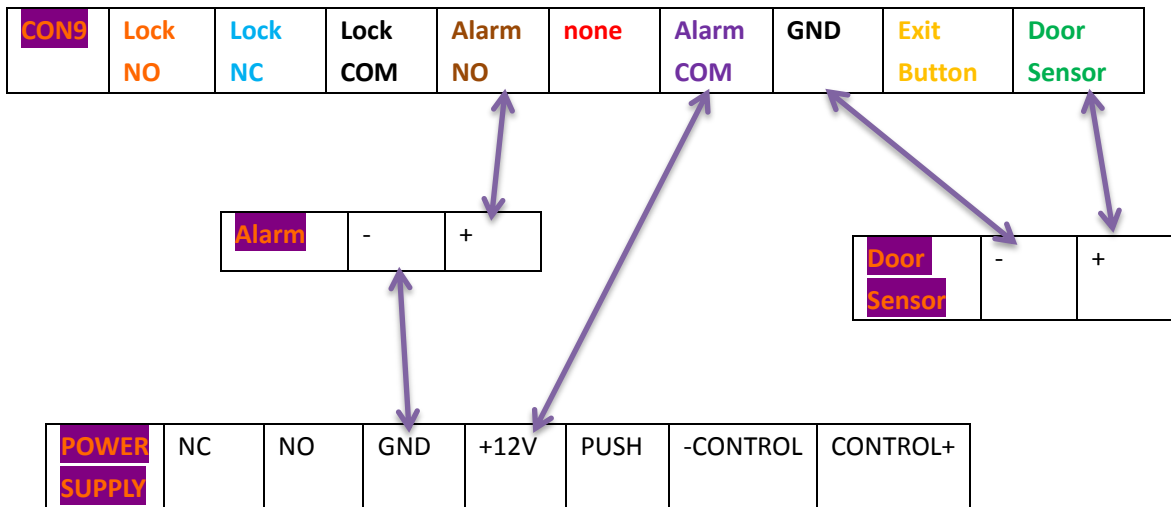 CON9 Lock Lock Lock Alarm none Alarm GND Exit Door
NO NC COM NO COM Button Sensor
Alarm - +
Door - +
Sensor
POWER NC NO GND +12V PUSH -CONTROL CONTROL+
SUPPLY